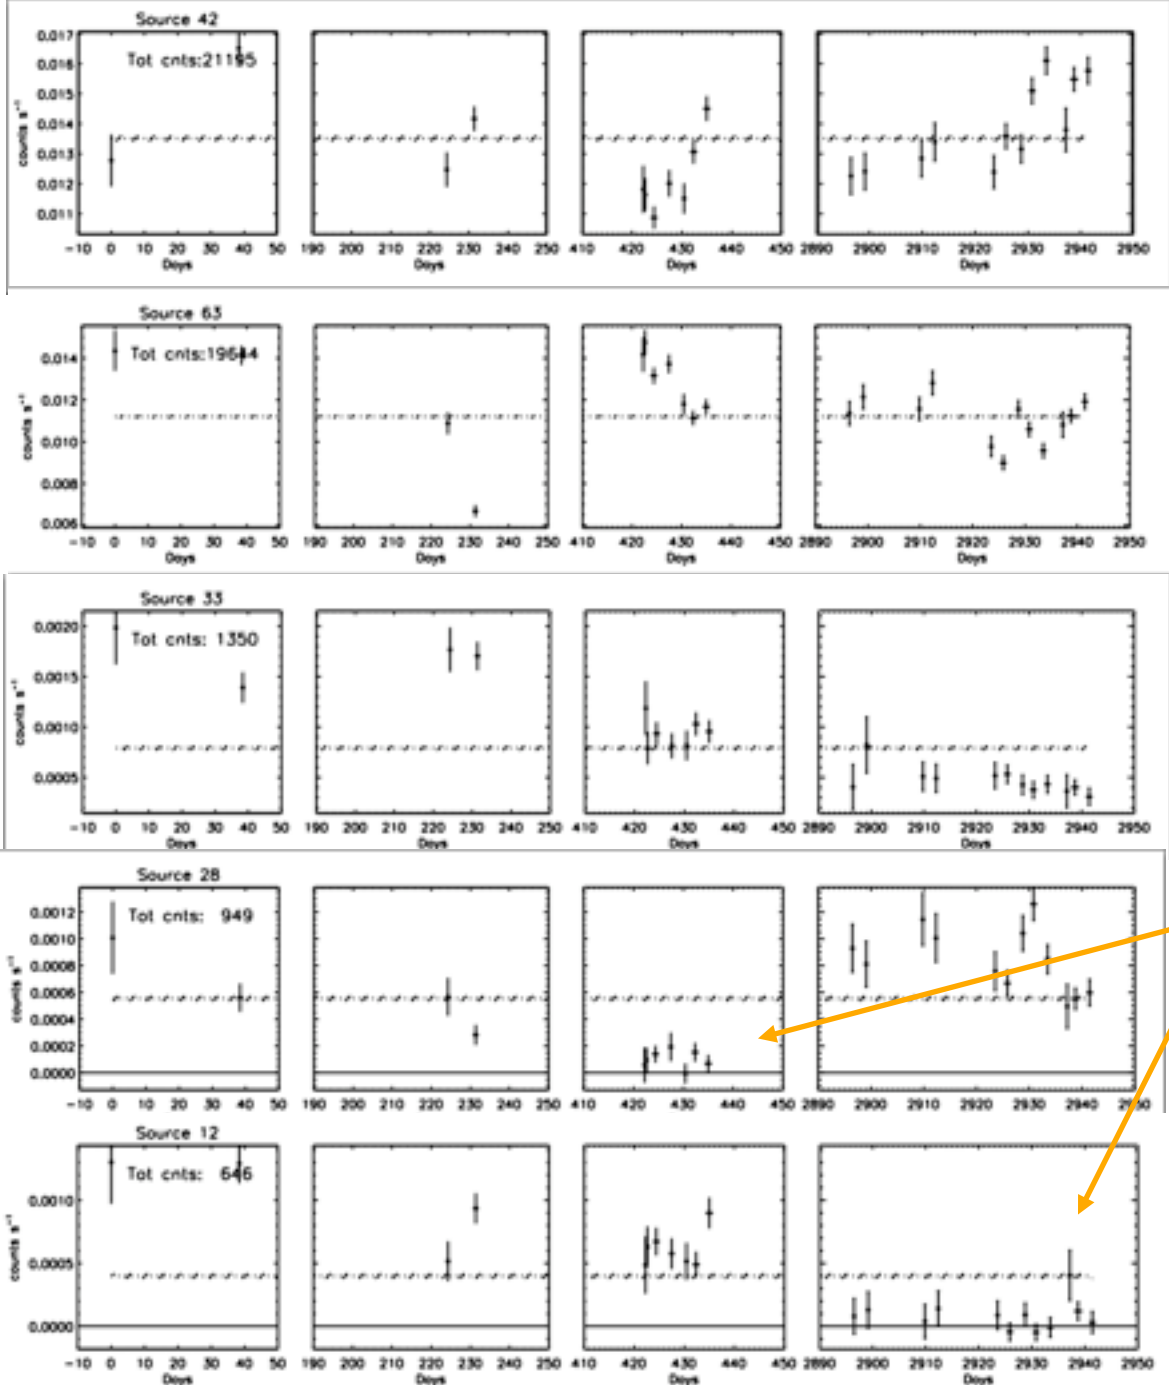 Source 42
Tot cnts:21195
counts s⁻¹
0.017
0.016
0.015
0.014
0.013
0.012
0.011
-10 0 10 20 30 40 50
190 200 210 220 230 240 250
410 420 430 440 450
2890 2900 2910 2920 2930 2940 2950
Days Days Days Days
Source 63
Tot cnts:19644
counts s⁻¹
0.014
0.012
0.010
0.008
0.006
-10 0 10 20 30 40 50
190 200 210 220 230 240 250
410 420 430 440 450
2890 2900 2910 2920 2930 2940 2950
Days Days Days Days
Source 33
Tot cnts: 1350
counts s⁻¹
0.0020
0.0015
0.0010
0.0005
-10 0 10 20 30 40 50
190 200 210 220 230 240 250
410 420 430 440 450
2890 2900 2910 2920 2930 2940 2950
Days Days Days Days
Source 28
Tot cnts: 949
counts s⁻¹
0.0012
0.0010
0.0008
0.0006
0.0004
0.0002
0.0000
-10 0 10 20 30 40 50
190 200 210 220 230 240 250
410 420 430 440 450
2890 2900 2910 2920 2930 2940 2950
Days Days Days Days
Source 12
Tot cnts: 646
counts s⁻¹
0.0010
0.0005
0.0000
-10 0 10 20 30 40 50
190 200 210 220 230 240 250
410 420 430 440 450
2890 2900 2910 2920 2930 2940 2950
Days Days Days Days